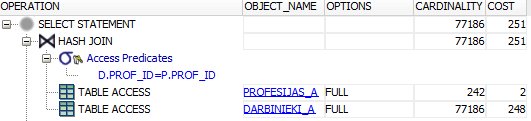 OPERATION OBJECT_NAME OPTIONS CARDINALITY COST
SELECT STATEMENT 77186 251
HASH JOIN 77186 251
Access Predicates
D.PROF_ID=P.PROF_ID
TABLE ACCESS PROFESIJAS_A FULL 242 2
TABLE ACCESS DARBINIEKI_A FULL 77186 248